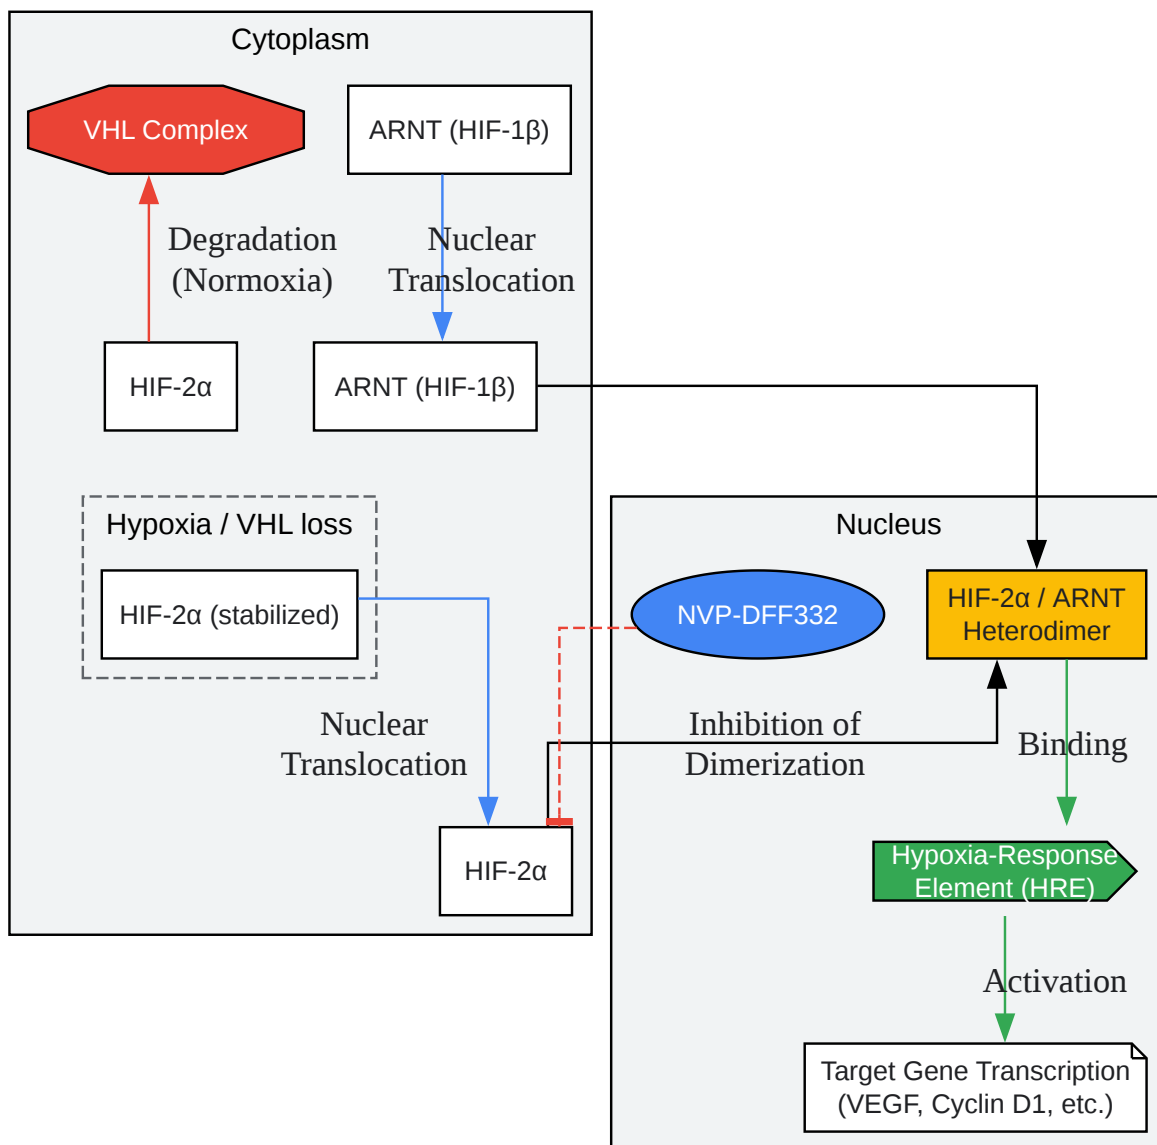 Cytoplasm
VHL Complex
ARNT (HIF-1β)
Degradation
(Normoxia)
Nuclear
Translocation
HIF-2α
ARNT (HIF-1β)
Hypoxia / VHL loss
HIF-2α (stabilized)
Nuclear
Translocation
HIF-2α
Nucleus
NVP-DFF332
HIF-2α / ARNT
Heterodimer
Inhibition of
Dimerization
Binding
Hypoxia-Response
Element (HRE)
Activation
Target Gene Transcription
(VEGF, Cyclin D1, etc.)